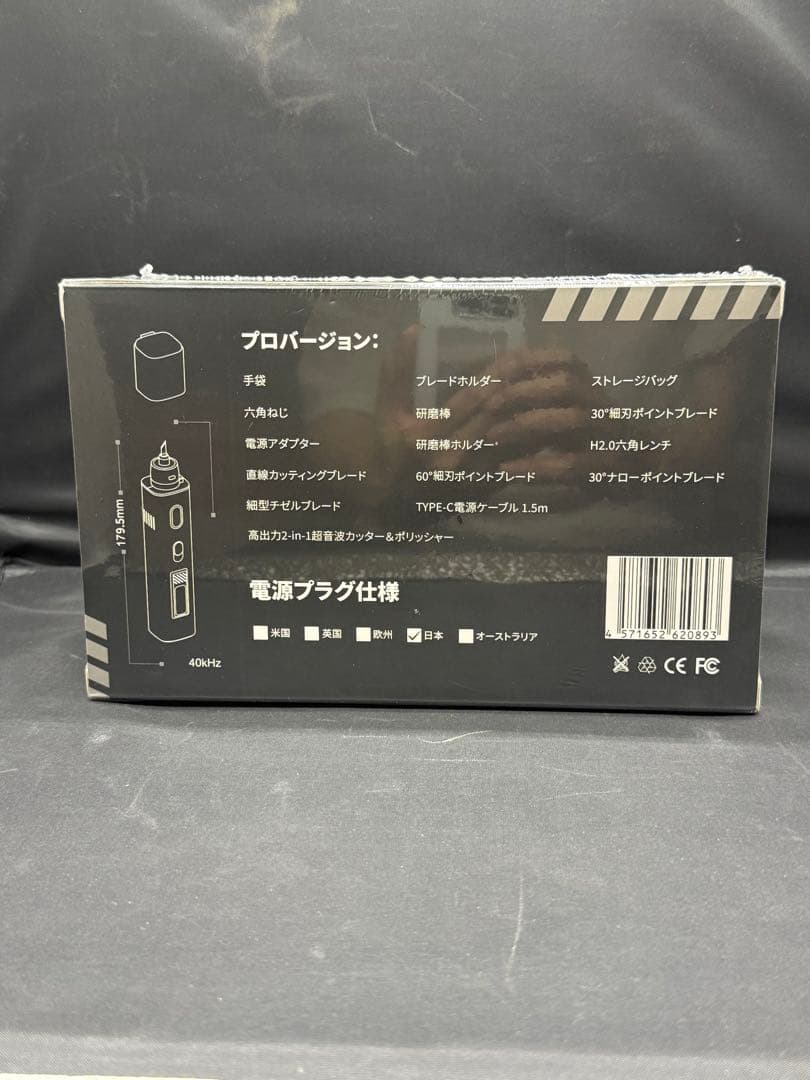 プロバージョン：
手袋 ブレードホルダー ストレージバッグ
六角ねじ 研磨棒 30°細刃ポイントブレード
電源アダプター 研磨棒ホルダー H2.0六角レンチ
直線カッティングブレード 60°細刃ポイントブレード 30°ナローポイントブレード
細型チゼルブレード TYPE-C電源ケーブル 1.5m
高出力2-in-1超音波カッター＆ポリッシャー
179.5mm
40kHz
電源プラグ仕様
米国 英国 欧州 日本 オーストラリア
4 571652 620893
CE FC